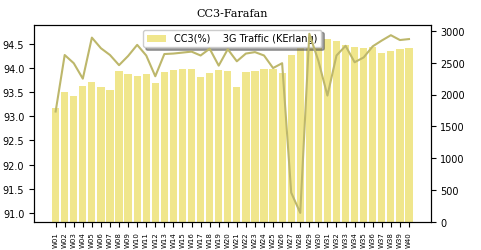 CC3-Farafan
CC3(%) 3G Traffic (KErlang)
94.5
94.0
93.5
93.0
92.5
92.0
91.5
91.0
3000
2500
2000
1500
1000
500
0
W01
W02
W03
W04
W05
W06
W07
W08
W09
W10
W11
W12
W13
W14
W15
W16
W17
W18
W19
W20
W21
W22
W23
W24
W25
W26
W27
W28
W29
W30
W31
W32
W33
W34
W35
W36
W37
W38
W39
W40